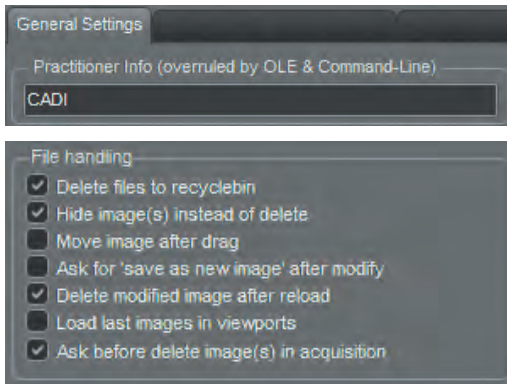 General Settings
Practitioner Info (overruled by OLE & Command-Line)
CADI
File handling
Delete files to recyclebin
Hide image(s) instead of delete
Move image after drag
Ask for 'save as new image' after modify
Delete modified image after reload
Load last images in viewports
Ask before delete image(s) in acquisition